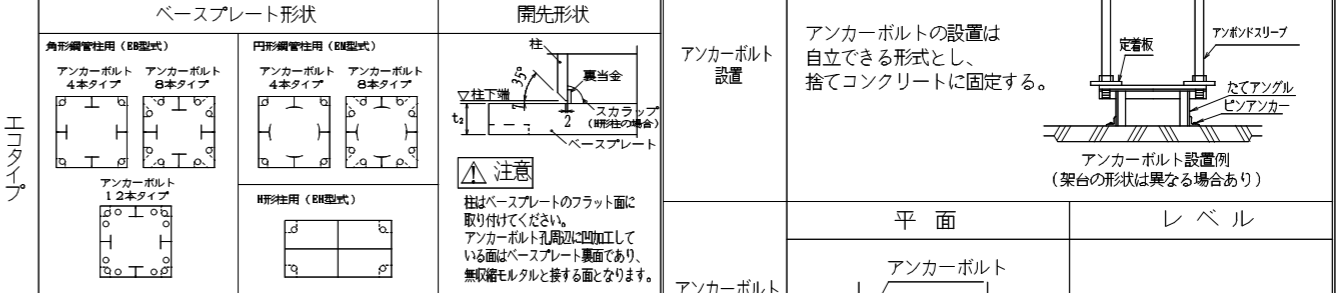 エコタイプ
ベースプレート形状
角形鋼管柱用（EB型式）
アンカーボルト
4本タイプ
アンカーボルト
8本タイプ
アンカーボルト
12本タイプ
円形鋼管柱用（EM型式）
アンカーボルト
4本タイプ
アンカーボルト
8本タイプ
H形柱用（EH型式）
開先形状
柱
35°
裏当金
▽柱下端
7
スカラップ
(H形柱の場合)
t₂
2
ベースプレート
注意
柱はベースプレートのフラット面に
取り付けてください。
アンカーボルト孔周辺に凹加工して
いる面はベースプレート裏面であり、
無収縮モルタルと接する面となります。
アンカーボルト
設置
アンカーボルトの設置は
自立できる形式とし、
捨てコンクリートに固定する。
定着板
アンボンドスリーブ
たてアングル
ピンアンカー
アンカーボルト設置例
（架台の形状は異なる場合あり）
アンカーボルト
平 面
レ ベ ル
アンカーボルト